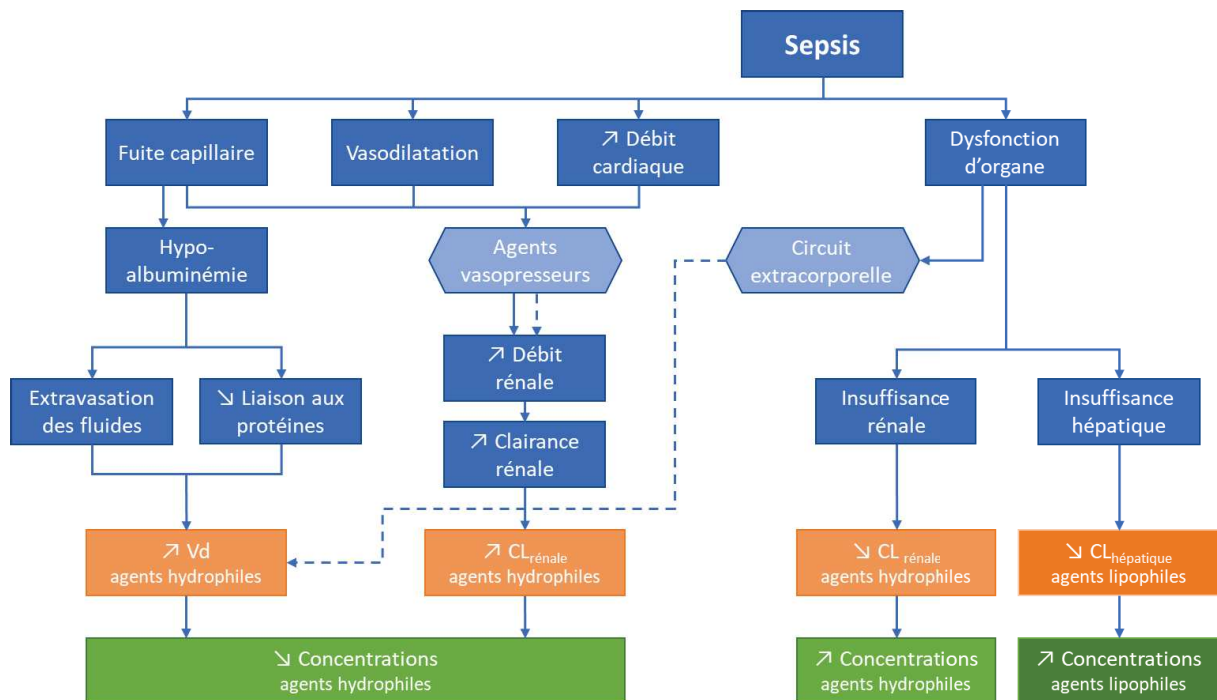 Sepsis
Fuite capillaire
Vasodilatation
↗ Débit
cardiaque
Dysfonction
d'organe
Hypo-
albuminémie
Agents
vasopresseurs
Circuit
extracorporelle
Extravasation
des fluides
↘ Liaison aux
protéines
↗ Débit
rénale
↗ Clairance
rénale
Insuffisance
rénale
Insuffisance
hépatique
↗ Vd
agents hydrophiles
↗ CLrénale
agents hydrophiles
↘ CL rénale
agents hydrophiles
↘ CLhépatique
agents lipophiles
↘ Concentrations
agents hydrophiles
↗ Concentrations
agents hydrophiles
↗ Concentrations
agents lipophiles